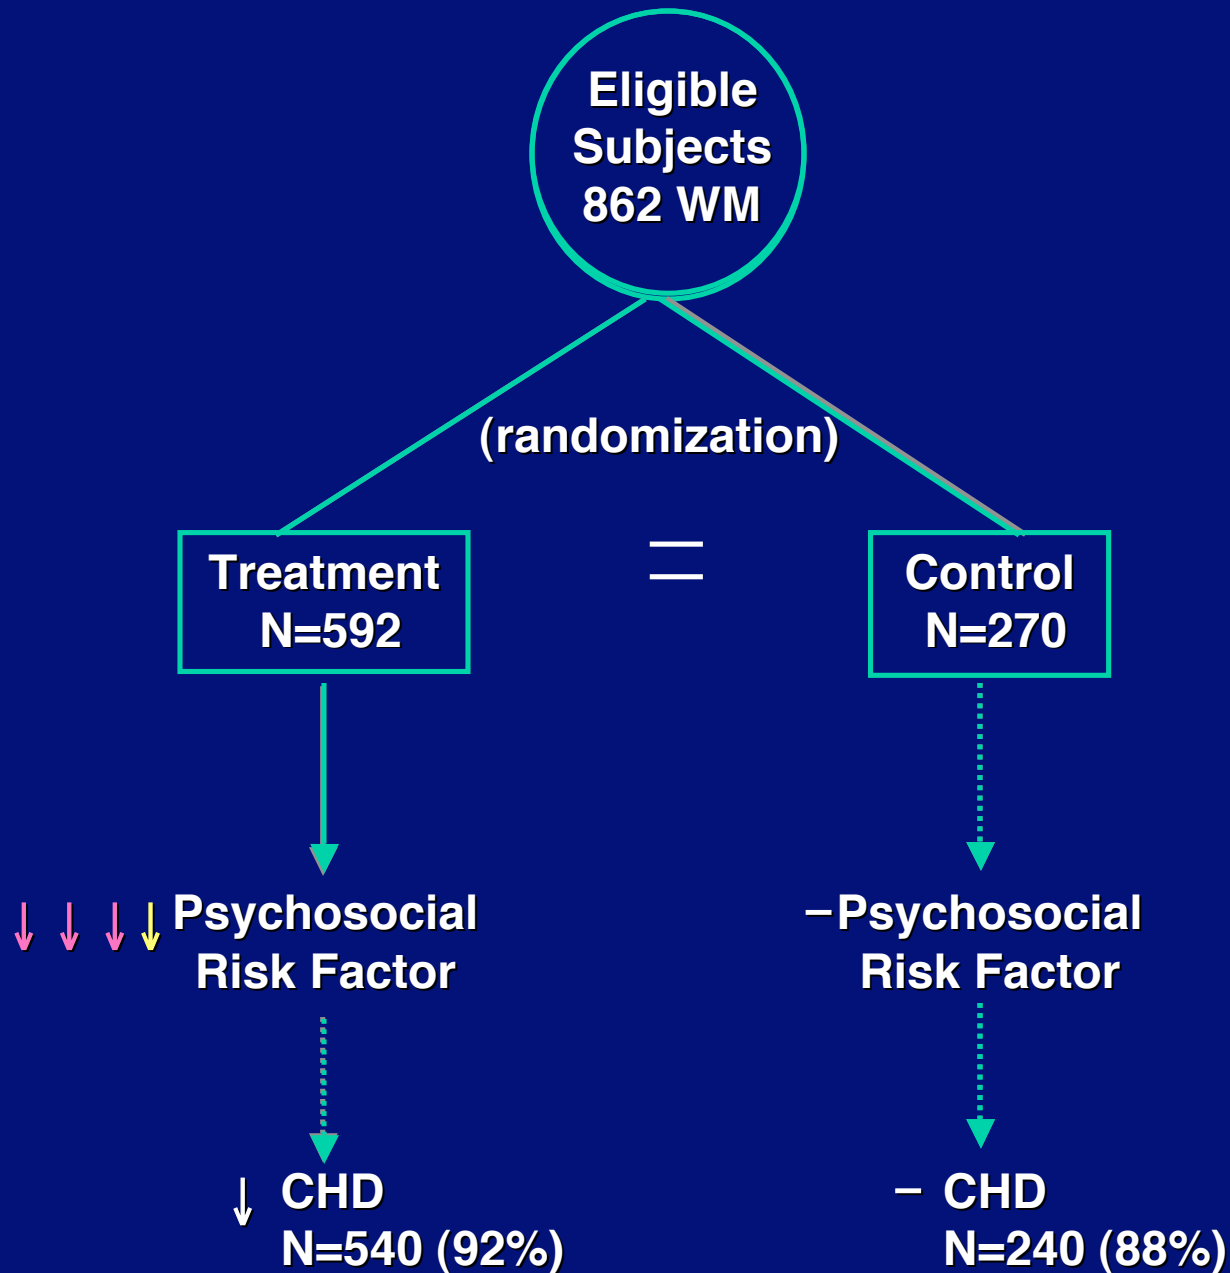 Eligible
Subjects
862 WM
(randomization)
=
Treatment
N=592
Control
N=270
↓ ↓ ↓ ↓ Psychosocial
Risk Factor
–Psychosocial
Risk Factor
↓ CHD
N=540 (92%)
– CHD
N=240 (88%)